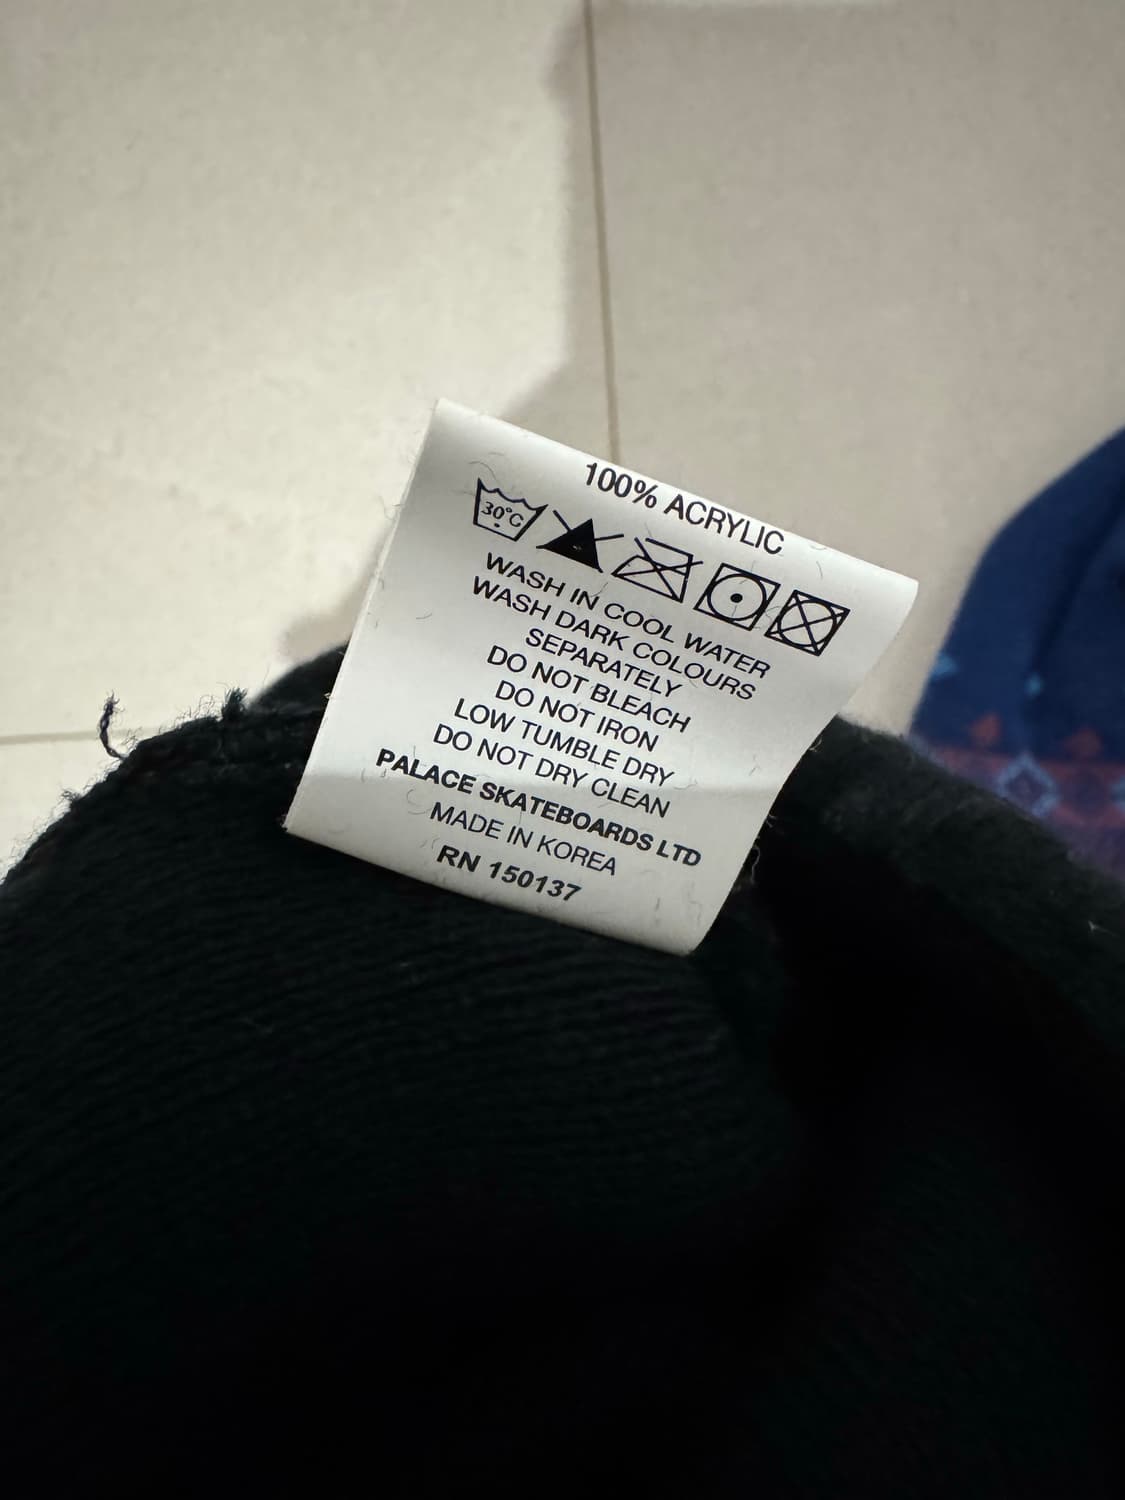 100% ACRYLIC
30°C
WASH IN COOL WATER
WASH DARK COLOURS
SEPARATELY
DO NOT BLEACH
DO NOT IRON
LOW TUMBLE DRY
DO NOT DRY CLEAN
PALACE SKATEBOARDS LTD
MADE IN KOREA
RN 150137